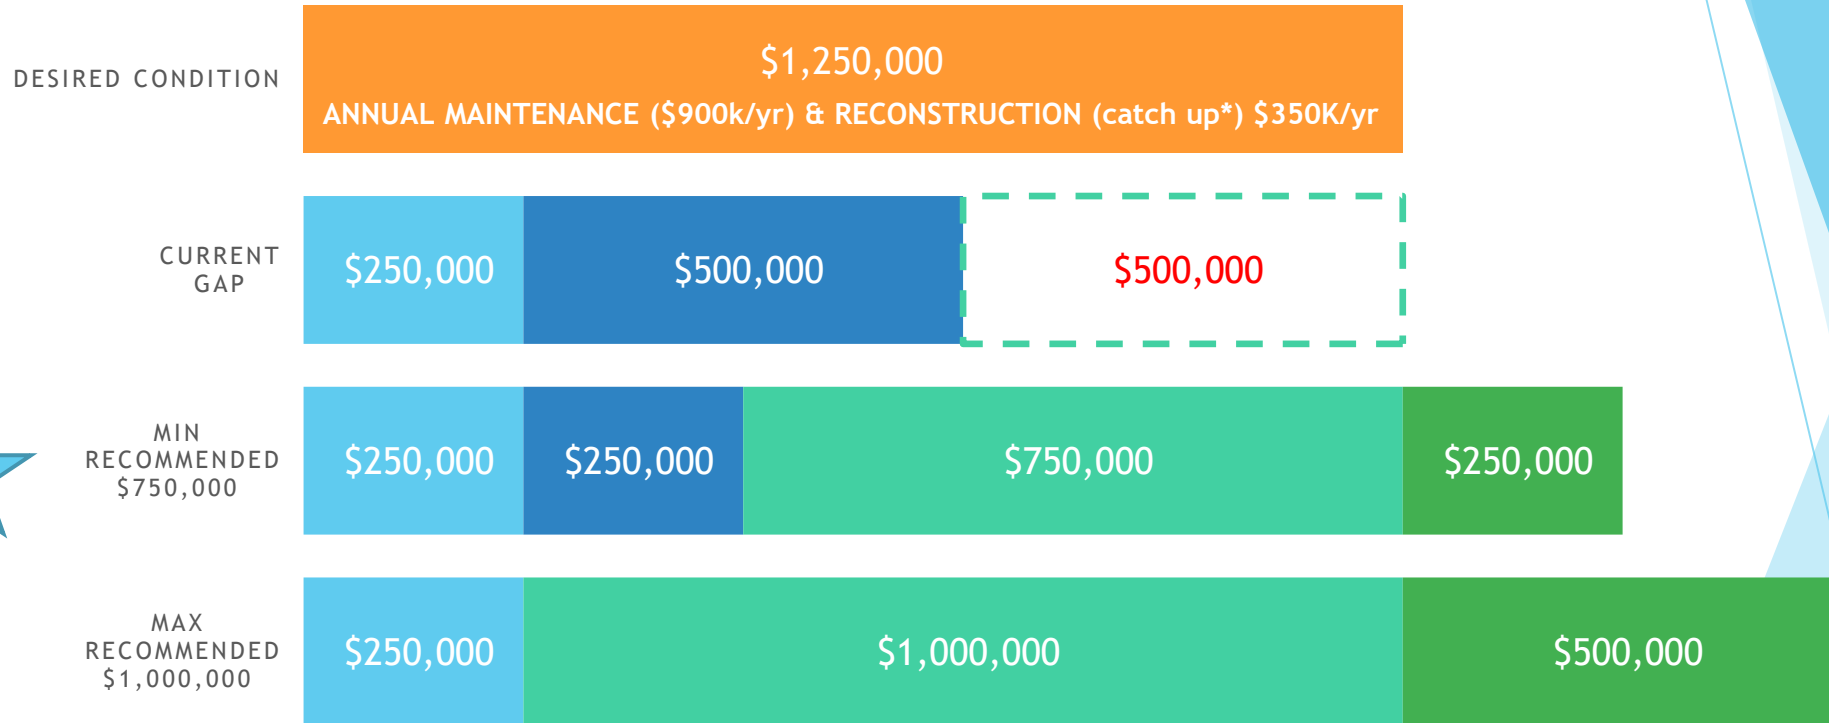 DESIRED CONDITION
$1,250,000
ANNUAL MAINTENANCE ($900k/yr) & RECONSTRUCTION (catch up*) $350K/yr
CURRENT
GAP
$250,000
$500,000
$500,000
MIN
RECOMMENDED
$750,000
$250,000
$250,000
$750,000
$250,000
MAX
RECOMMENDED
$1,000,000
$250,000
$1,000,000
$500,000